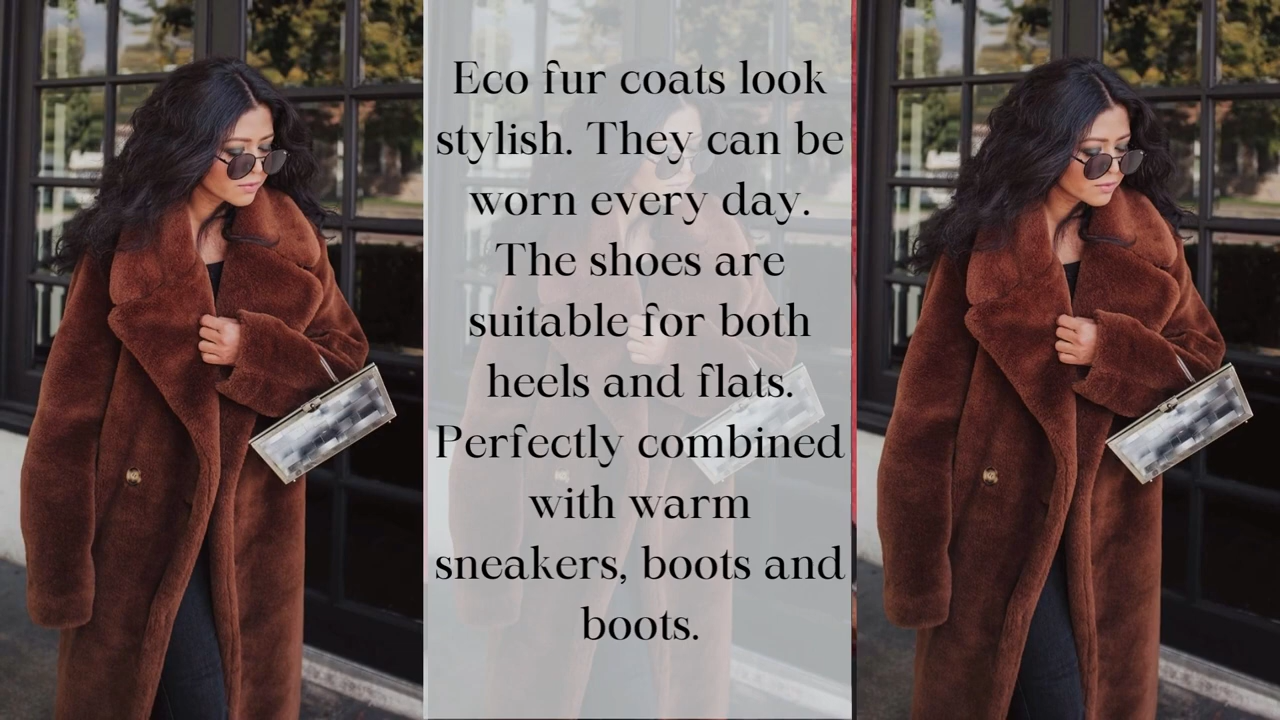 Eco fur coats look
stylish. They can be
worn every day.
The shoes are
suitable for both
heels and flats.
Perfectly combined
with warm
sneakers, boots and
boots.